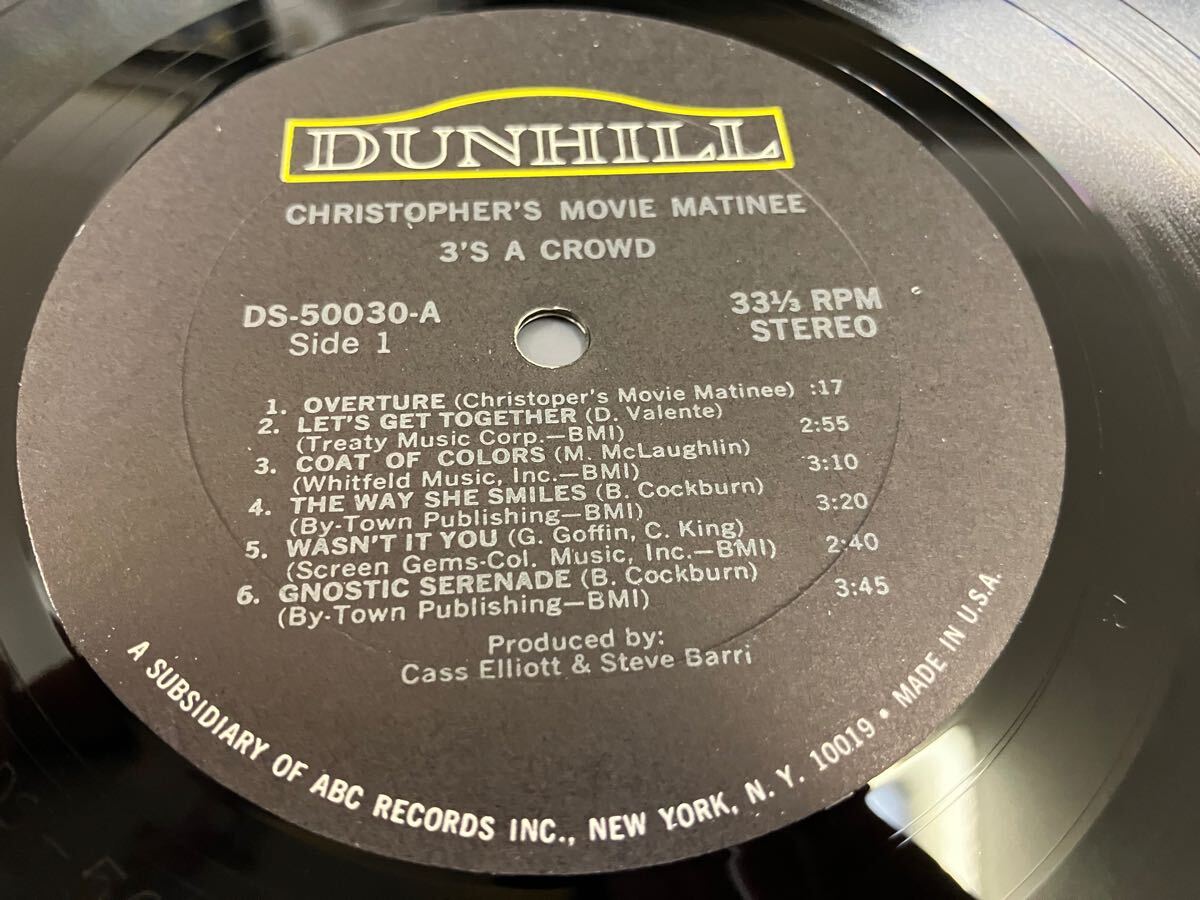 DUNHILL
CHRISTOPHER'S MOVIE MATINEE
3'S A CROWD
DS-50030-A
Side 1
33⅓ RPM
STEREO
1. OVERTURE (Christoper's Movie Matinee) :17
2. LET'S GET TOGETHER (D. Valente) 2:55
(Treaty Music Corp.—BMI)
3. COAT OF COLORS (M. McLaughlin) 3:10
(Whitfeld Music, Inc.—BMI)
4. THE WAY SHE SMILES (B. Cockburn) 3:20
(By-Town Publishing—BMI)
5. WASN'T IT YOU (G. Goffin, C. King) 2:40
(Screen Gems-Col. Music, Inc.—BMI)
6. GNOSTIC SERENADE (B. Cockburn) 3:45
(By-Town Publishing—BMI)
Produced by:
Cass Elliott & Steve Barri
A SUBSIDIARY OF ABC RECORDS INC., NEW YORK, N. Y. 10019 • MADE IN U.S.A.